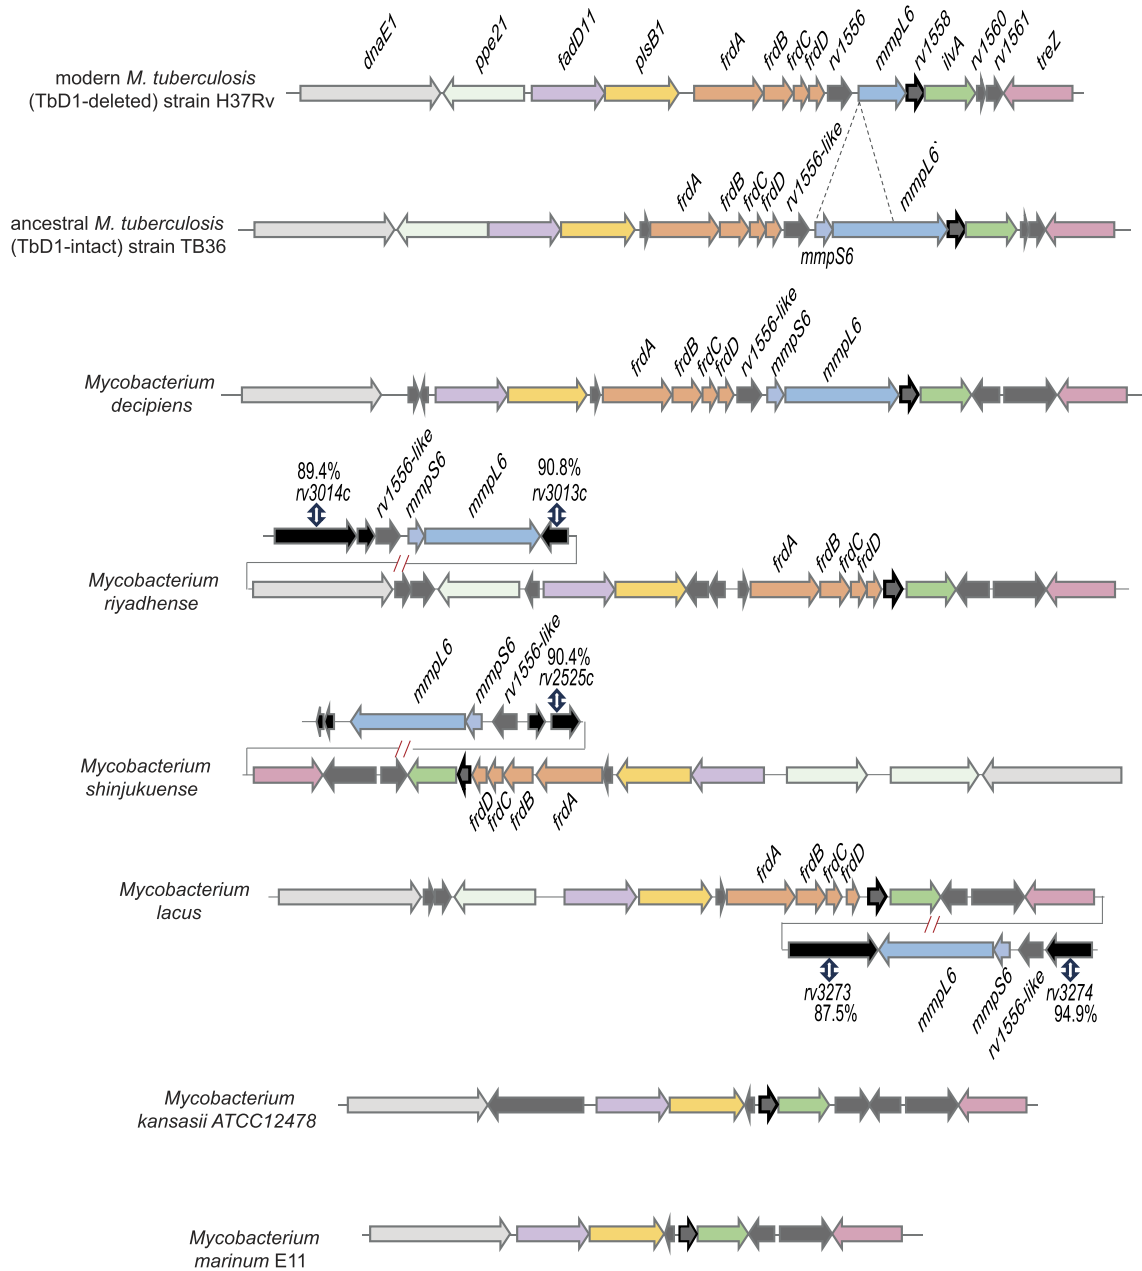 dnaE1 ppe21 fadD11 plsB1 frdA frdB frdC frdD rv1556 mmpL6 rv1558 ilvA rv1560 rv1561 treZ
modern M. tuberculosis
(TbD1-deleted) strain H37Rv
frdA frdB frdC frdD rv1556-like mmpL6`
ancestral M. tuberculosis
(TbD1-intact) strain TB36
mmpS6
frdA frdB frdC frdD rv1556-like mmpS6 mmpL6
Mycobacterium
decipiens
89.4%
rv3014c
rv1556-like mmpS6 mmpL6
90.8%
rv3013c
frdA frdB frdC frdD
Mycobacterium
riyadhense
mmpL6 mmpS6 rv1556-like
90.4%
rv2525c
Mycobacterium
shinjukuense
frdD frdC frdB frdA
frdA frdB frdC frdD
Mycobacterium
lacus
rv3273
87.5%
mmpL6 mmpS6 rv1556-like
rv3274
94.9%
Mycobacterium
kansasii ATCC12478
Mycobacterium
marinum E11